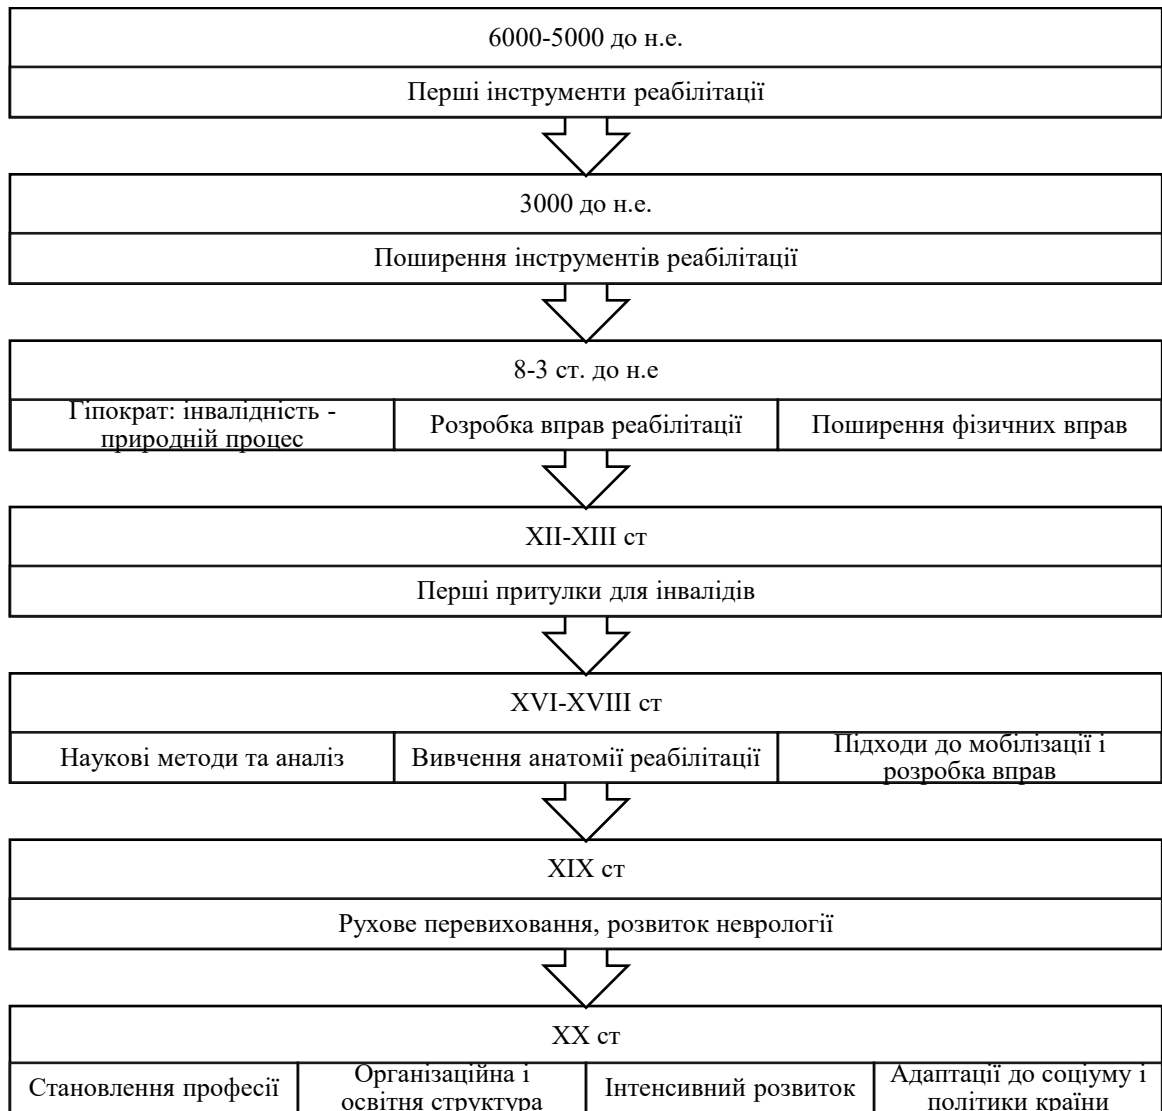 6000-5000 до н.е.
Перші інструменти реабілітації
3000 до н.е.
Поширення інструментів реабілітації
8-3 ст. до н.е
Гіпократ: інвалідність -
природній процес
Розробка вправ реабілітації
Поширення фізичних вправ
XII-XIII ст
Перші притулки для інвалідів
XVI-XVIII ст
Наукові методи та аналіз
Вивчення анатомії реабілітації
Підходи до мобілізації і
розробка вправ
XIX ст
Рухове перевиховання, розвиток неврології
XX ст
Становлення професії
Організаційна і
освітня структура
Інтенсивний розвиток
Адаптації до соціуму і
політики країни